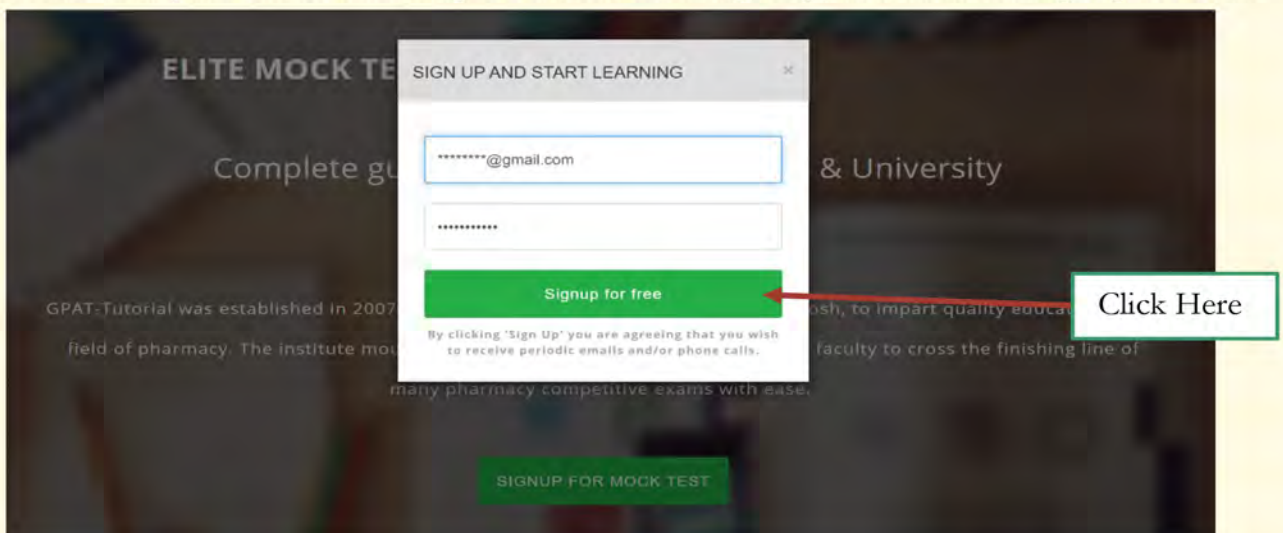 ELITE MOCK TE
SIGN UP AND START LEARNING ×
********@gmail.com
Complete gu & University
•••••••••••
Signup for free
Click Here
GPAT-Tutorial was established in 2007 osh, to impart quality educa
By clicking 'Sign Up' you are agreeing that you wish
to receive periodic emails and/or phone calls.
field of pharmacy. The institute mou faculty to cross the finishing line of
many pharmacy competitive exams with ease.
SIGNUP FOR MOCK TEST